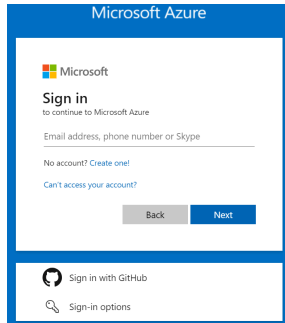 Microsoft Azure
Microsoft
Sign in
to continue to Microsoft Azure
Email address, phone number or Skype
No account? Create one!
Can't access your account?
Back Next
Sign in with GitHub
Sign-in options